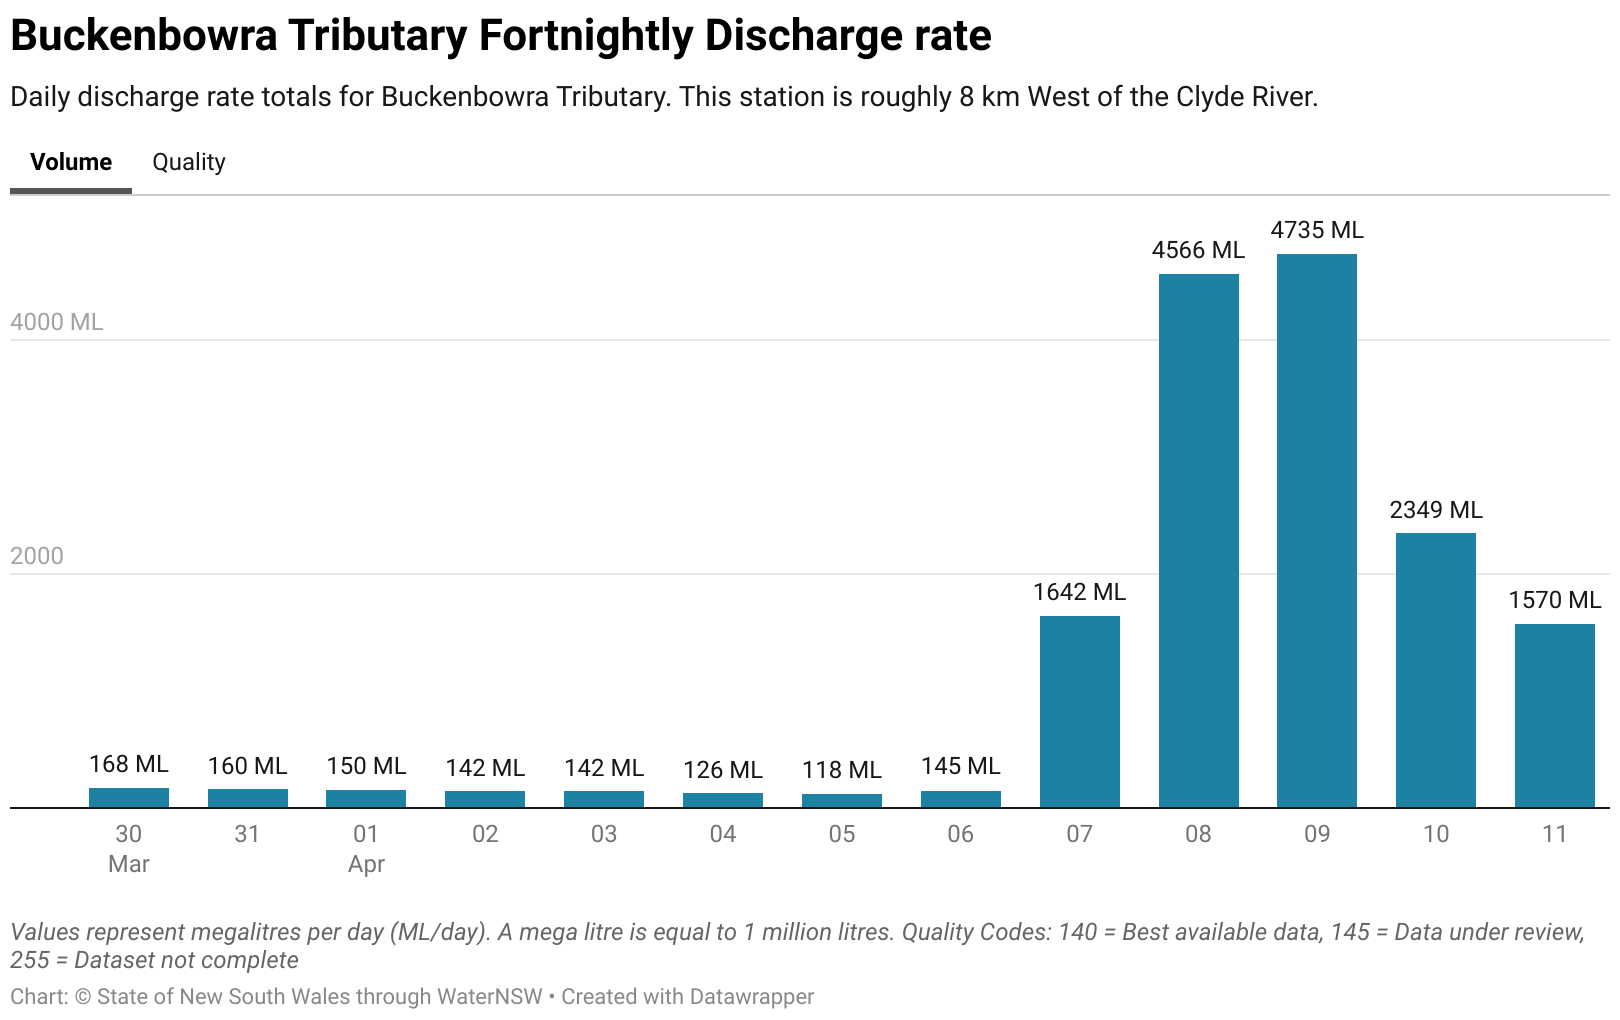 Buckenbowra Tributary Fortnightly Discharge rate
Daily discharge rate totals for Buckenbowra Tributary. This station is roughly 8 km West of the Clyde River.
Volume Quality
4735 ML
4566 ML
4000 ML
2349 ML
2000
1642 ML
1570 ML
168 ML 160 ML 150 ML 142 ML 142 ML 126 ML 118 ML 145 ML
30 31 01 02 03 04 05 06 07 08 09 10 11
Mar Apr
Values represent megalitres per day (ML/day). A mega litre is equal to 1 million litres. Quality Codes: 140 = Best available data, 145 = Data under review,
255 = Dataset not complete
Chart: © State of New South Wales through WaterNSW • Created with Datawrapper